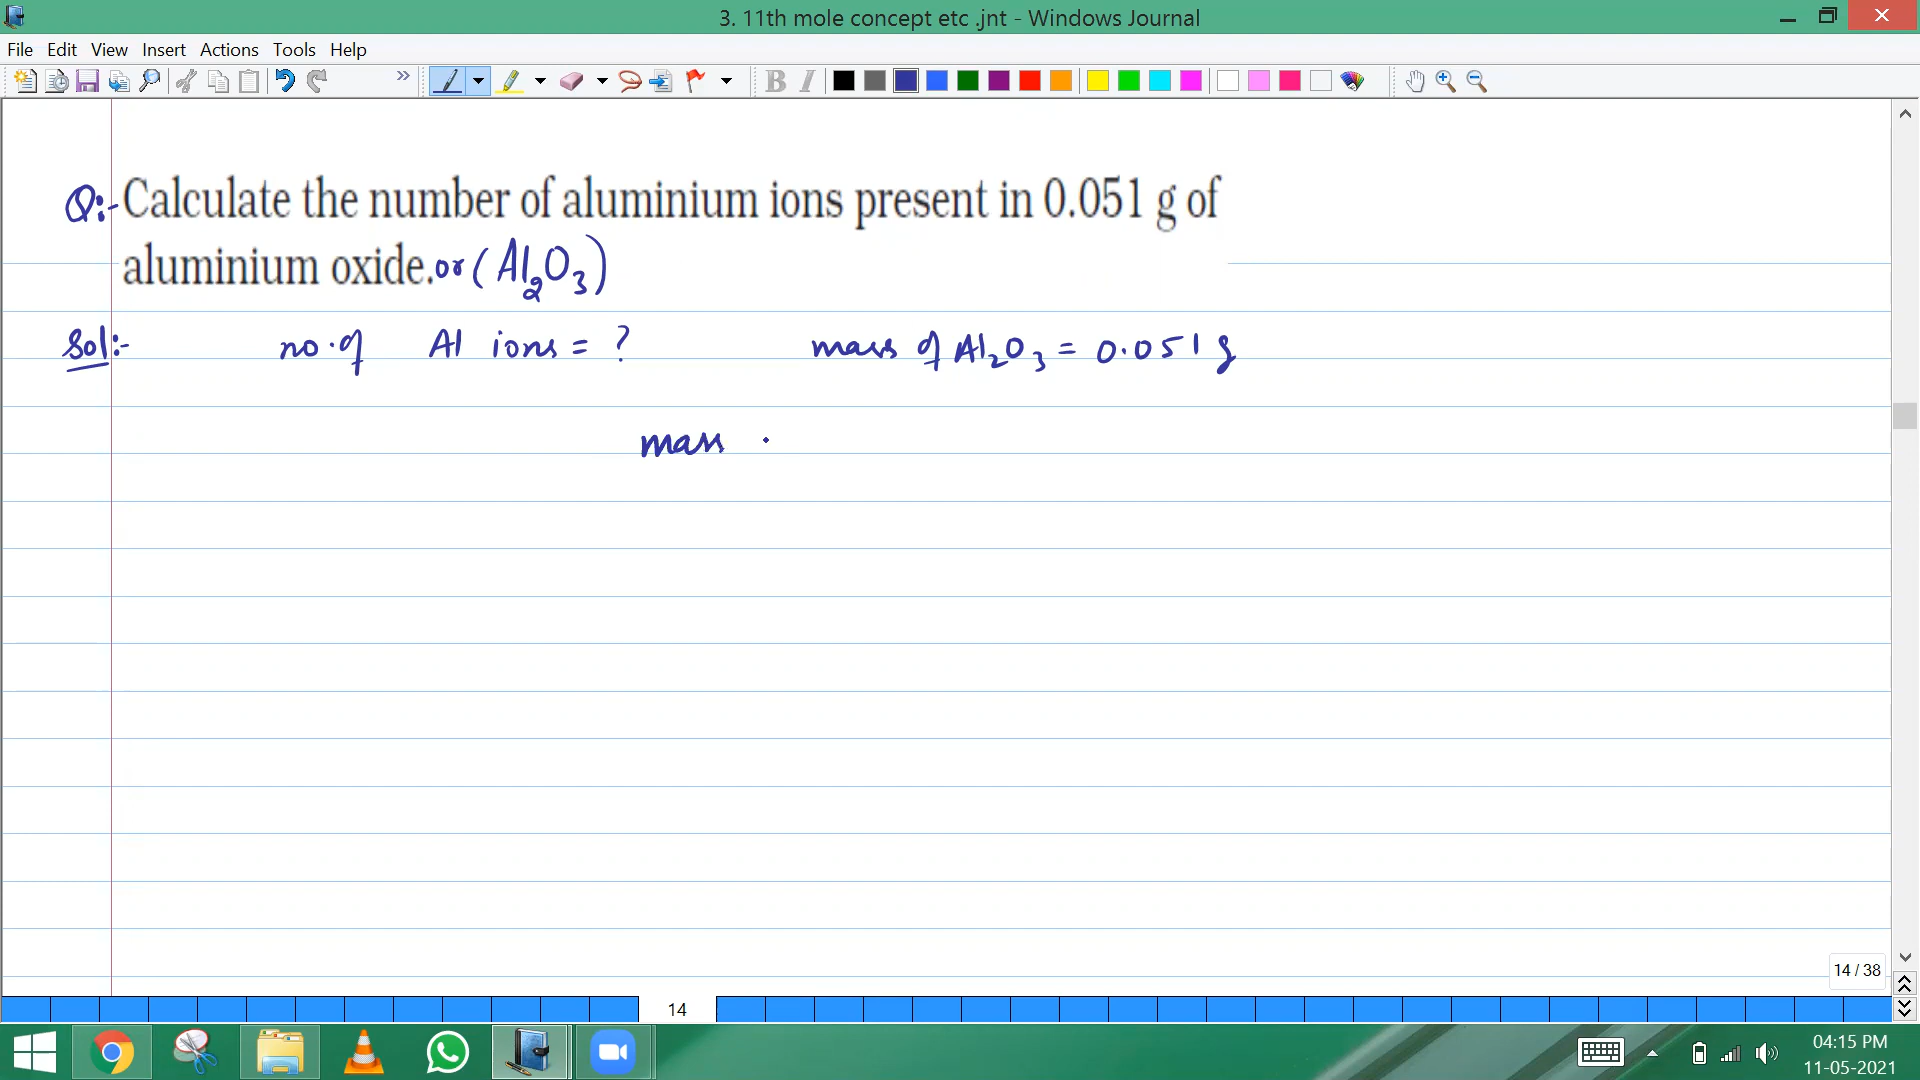 3. 11th mole concept etc .jnt - Windows Journal
File Edit View Insert Actions Tools Help
B I
Q:- Calculate the number of aluminium ions present in 0.051 g of
aluminium oxide. or (Al₂O₃)
Sol:- no. of Al ions = ? mass of Al₂O₃ = 0.051 g
mass .
14 / 38
14
04:15 PM
11-05-2021